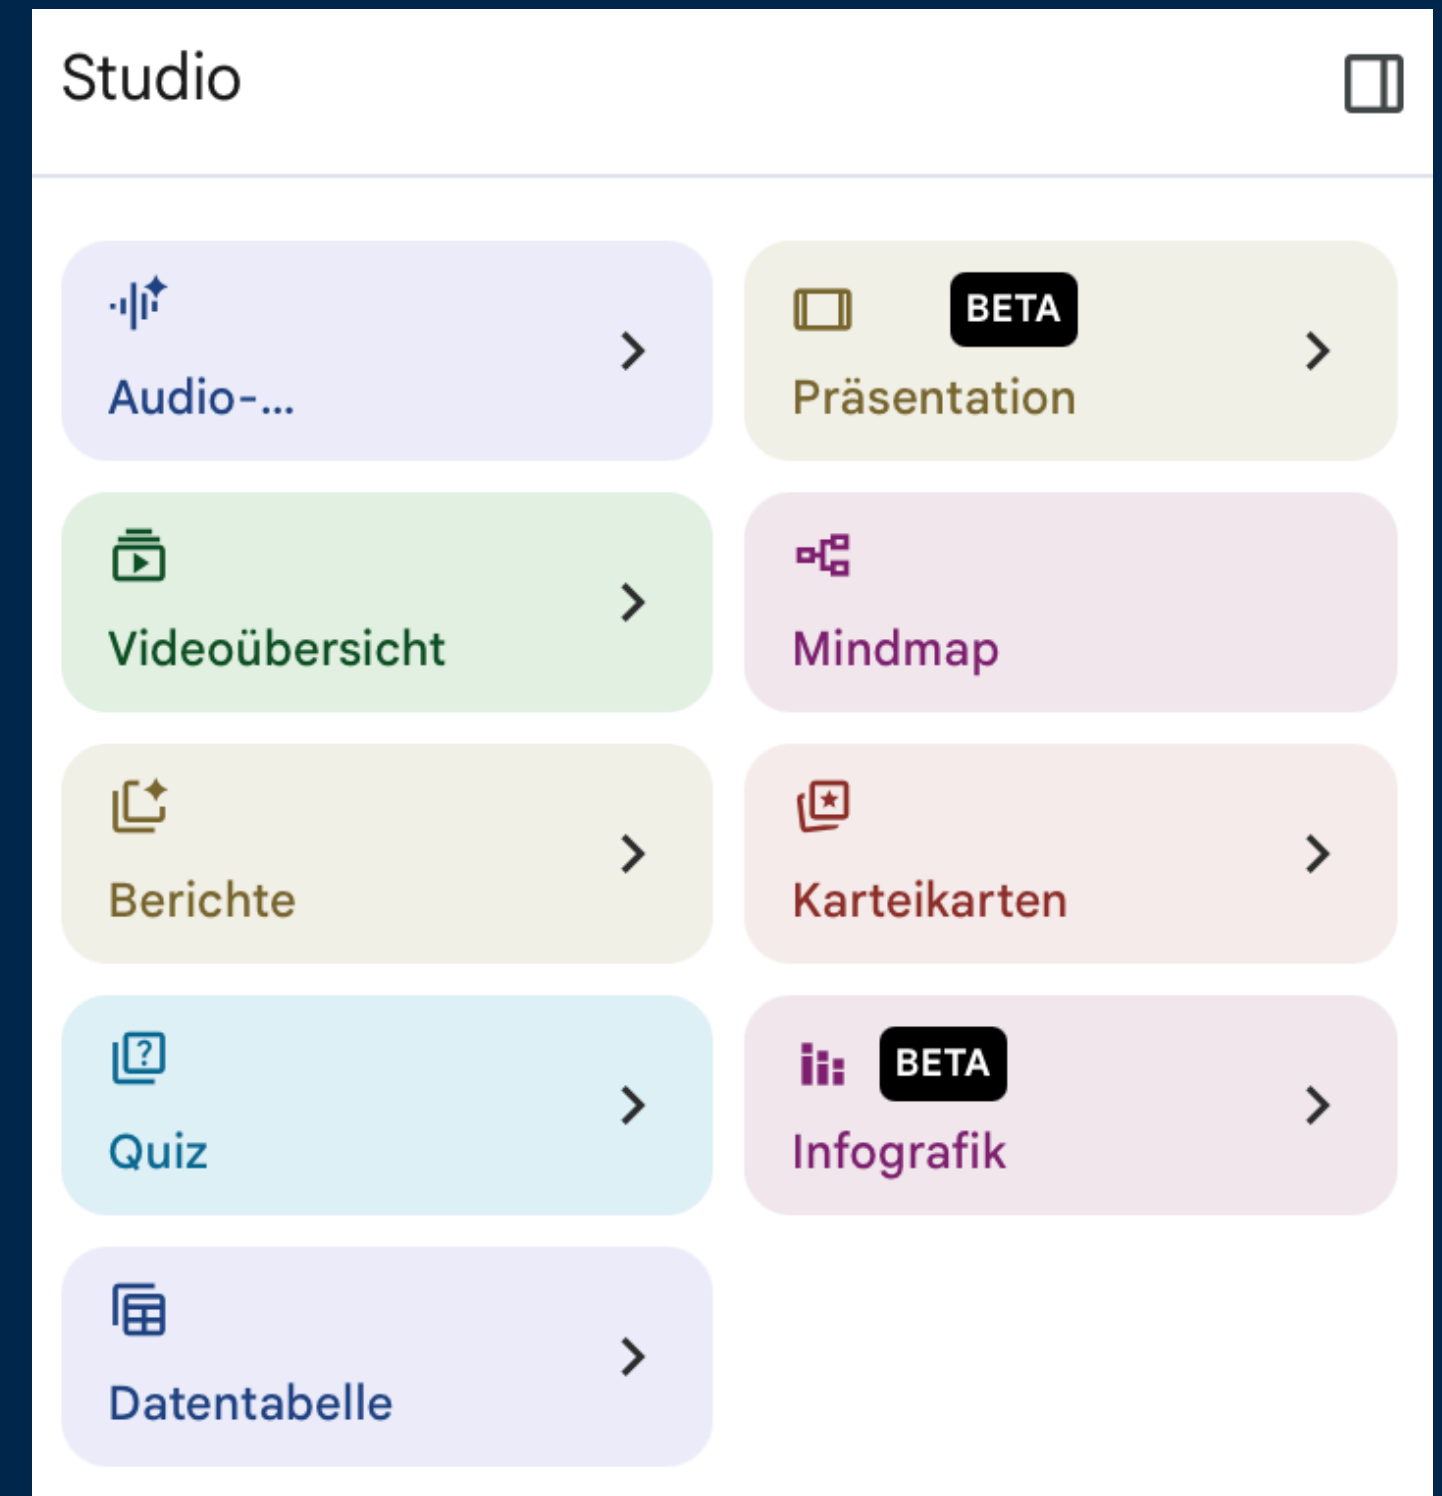 Studio
Audio-...
BETA
Präsentation
Videoübersicht
Mindmap
Berichte
Karteikarten
Quiz
BETA
Infografik
Datentabelle